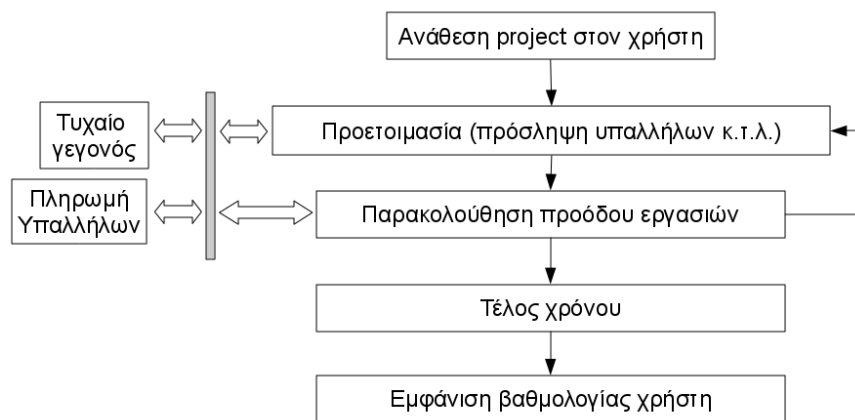 Ανάθεση project στον χρήστη
Τυχαίο
γεγονός
Προετοιμασία (πρόσληψη υπαλλήλων κ.τ.λ.)
Πληρωμή
Υπαλλήλων
Παρακολούθηση προόδου εργασιών
Τέλος χρόνου
Εμφάνιση βαθμολογίας χρήστη